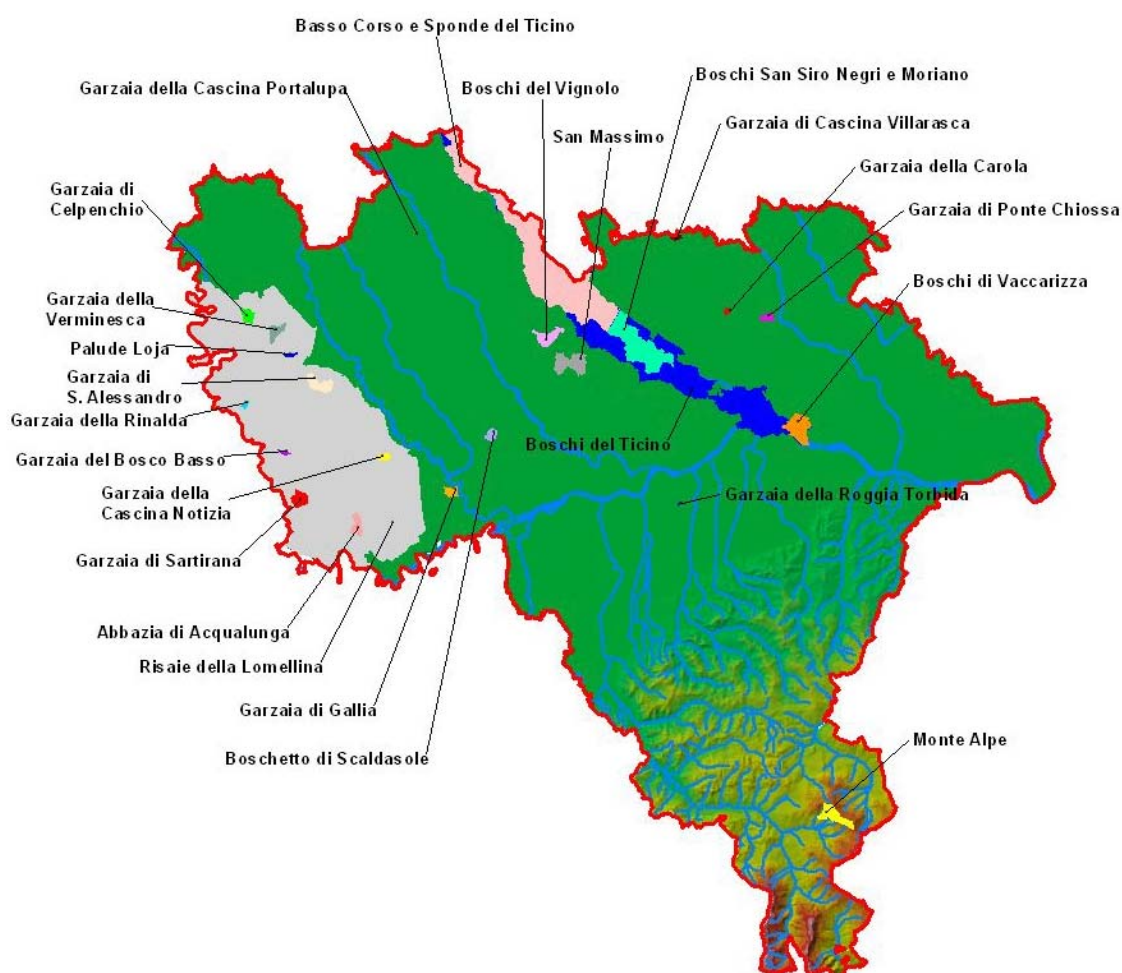 Basso Corso e Sponde del Ticino
Boschi San Siro Negri e Moriano
Garzaia della Cascina Portalupa
Boschi del Vignolo
Garzaia di Cascina Villarasca
San Massimo
Garzaia della Carola
Garzaia di
Celpenchio
Garzaia di Ponte Chiossa
Boschi di Vaccarizza
Garzaia della
Verminesca
Palude Loja
Garzaia di
S. Alessandro
Garzaia della Rinalda
Boschi del Ticino
Garzaia del Bosco Basso
Garzaia della
Cascina Notizia
Garzaia della Roggia Torbida
Garzaia di Sartirana
Abbazia di Acqualunga
Risaie della Lomellina
Garzaia di Gallia
Boschetto di Scaldasole
Monte Alpe